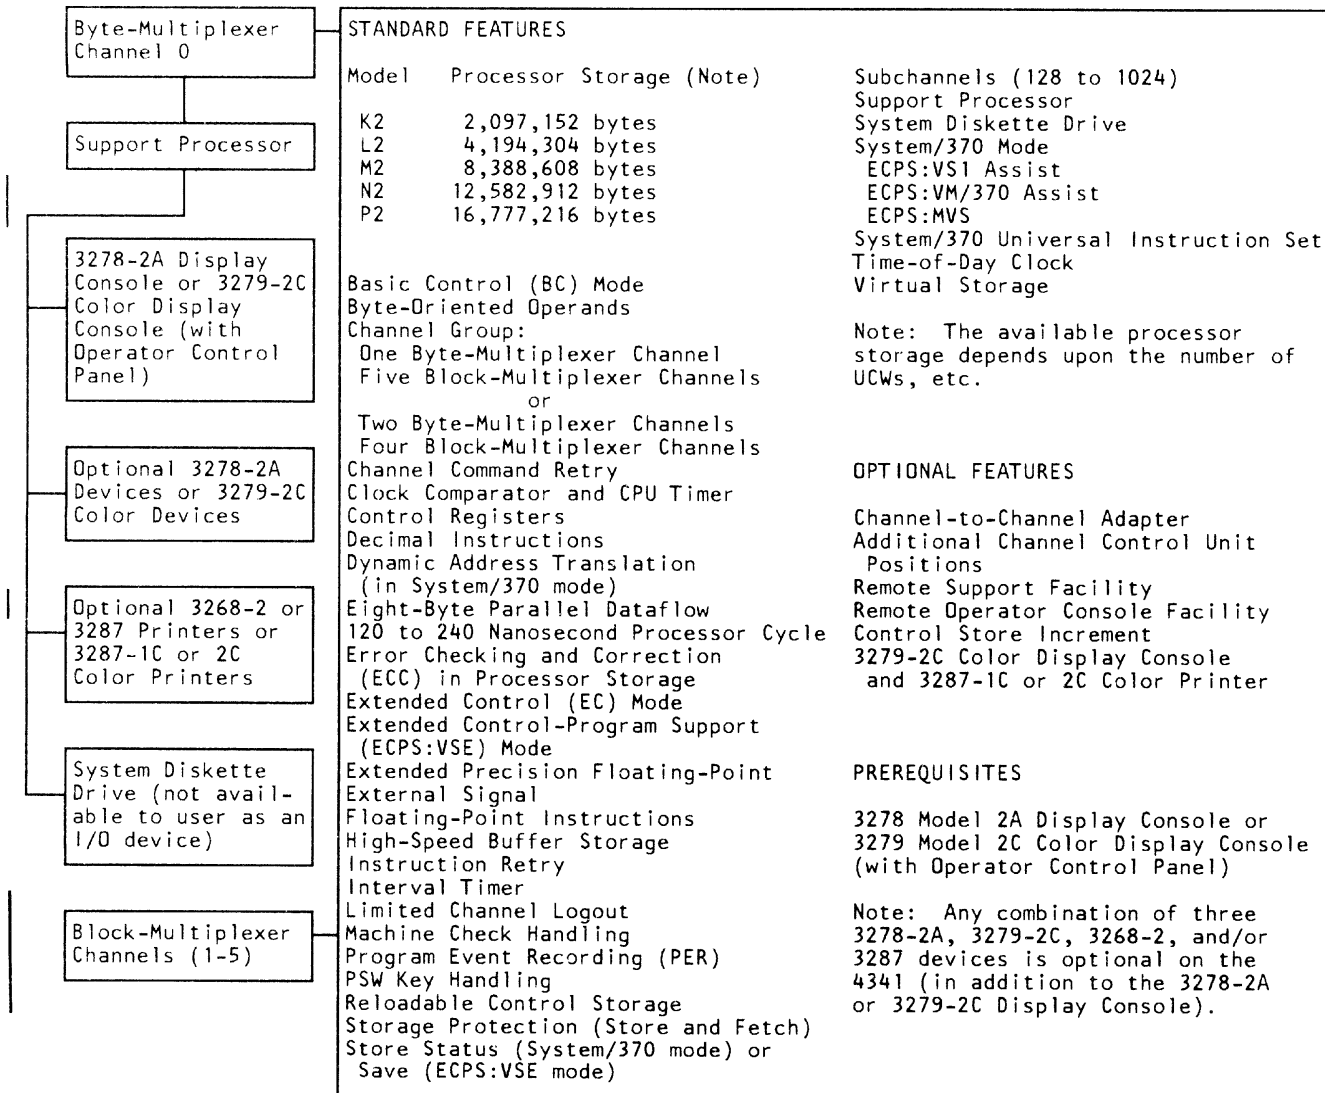 Byte-Multiplexer
Channel 0
Support Processor
3278-2A Display
Console or 3279-2C
Color Display
Console (with
Operator Control
Panel)
Optional 3278-2A
Devices or 3279-2C
Color Devices
Optional 3268-2 or
3287 Printers or
3287-1C or 2C
Color Printers
System Diskette
Drive (not avail-
able to user as an
I/O device)
Block-Multiplexer
Channels (1-5)
STANDARD FEATURES
Model Processor Storage (Note)
K2 2,097,152 bytes
L2 4,194,304 bytes
M2 8,388,608 bytes
N2 12,582,912 bytes
P2 16,777,216 bytes
Basic Control (BC) Mode
Byte-Oriented Operands
Channel Group:
One Byte-Multiplexer Channel
Five Block-Multiplexer Channels
or
Two Byte-Multiplexer Channels
Four Block-Multiplexer Channels
Channel Command Retry
Clock Comparator and CPU Timer
Control Registers
Decimal Instructions
Dynamic Address Translation
(in System/370 mode)
Eight-Byte Parallel Dataflow
120 to 240 Nanosecond Processor Cycle
Error Checking and Correction
(ECC) in Processor Storage
Extended Control (EC) Mode
Extended Control-Program Support
(ECPS:VSE) Mode
Extended Precision Floating-Point
External Signal
Floating-Point Instructions
High-Speed Buffer Storage
Instruction Retry
Interval Timer
Limited Channel Logout
Machine Check Handling
Program Event Recording (PER)
PSW Key Handling
Reloadable Control Storage
Storage Protection (Store and Fetch)
Store Status (System/370 mode) or
Save (ECPS:VSE mode)
Subchannels (128 to 1024)
Support Processor
System Diskette Drive
System/370 Mode
ECPS:VS1 Assist
ECPS:VM/370 Assist
ECPS:MVS
System/370 Universal Instruction Set
Time-of-Day Clock
Virtual Storage
Note: The available processor
storage depends upon the number of
UCWs, etc.
OPTIONAL FEATURES
Channel-to-Channel Adapter
Additional Channel Control Unit
Positions
Remote Support Facility
Remote Operator Console Facility
Control Store Increment
3279-2C Color Display Console
and 3287-1C or 2C Color Printer
PREREQUISITES
3278 Model 2A Display Console or
3279 Model 2C Color Display Console
(with Operator Control Panel)
Note: Any combination of three
3278-2A, 3279-2C, 3268-2, and/or
3287 devices is optional on the
4341 (in addition to the 3278-2A
or 3279-2C Display Console).